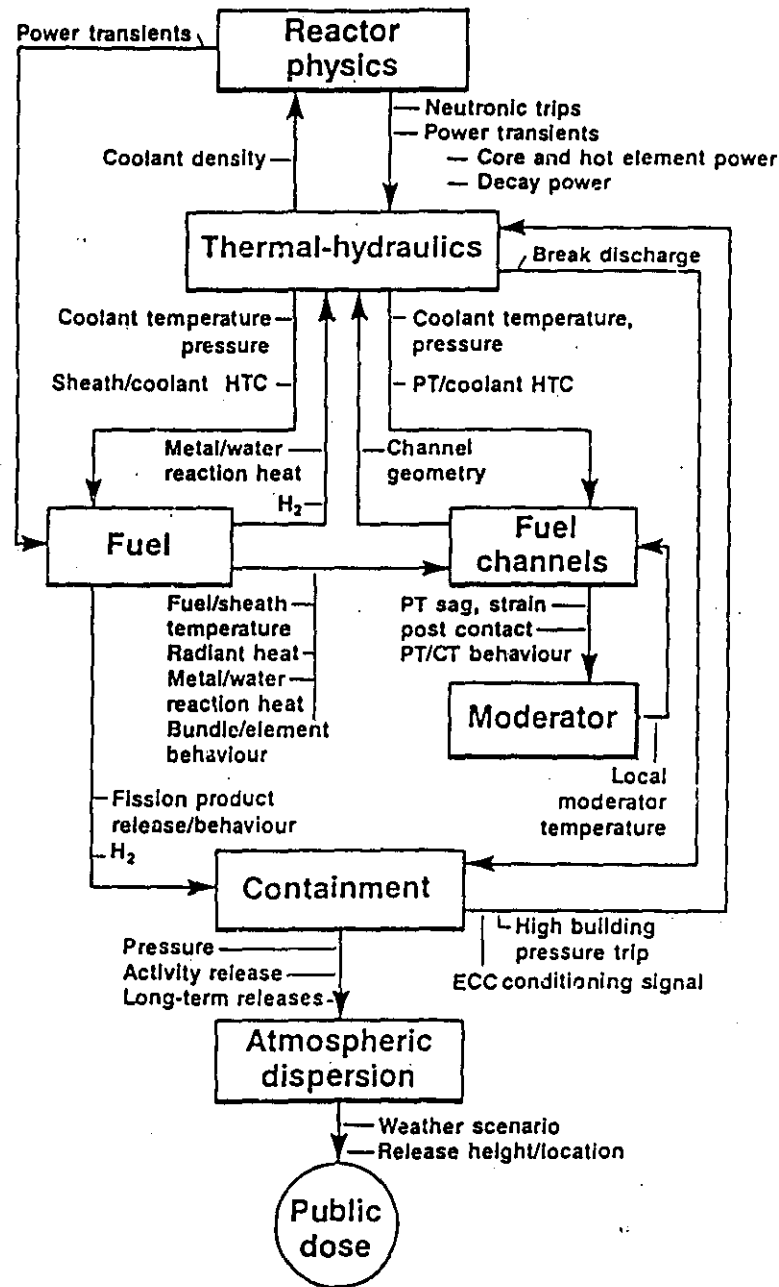 Power transients
Reactor
physics
Neutronic trips
Power transients
Core and hot element power
Decay power
Coolant density
Thermal-hydraulics
Break discharge
Coolant temperature
pressure
Sheath/coolant HTC
Coolant temperature,
pressure
PT/coolant HTC
Metal/water
reaction heat
H₂
Channel
geometry
Fuel
Fuel
channels
Fuel/sheath
temperature
Radiant heat
Metal/water
reaction heat
Bundle/element
behaviour
PT sag, strain
post contact
PT/CT behaviour
Moderator
Local
moderator
temperature
Fission product
release/behaviour
H₂
Containment
High building
pressure trip
ECC conditioning signal
Pressure
Activity release
Long-term releases
Atmospheric
dispersion
Weather scenario
Release height/location
Public
dose